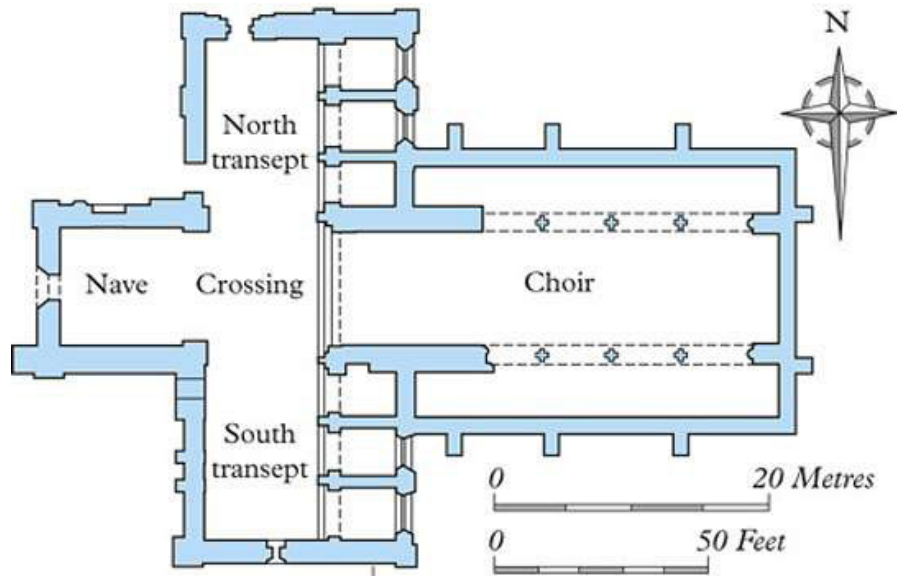 N
North
transept
Nave
Crossing
Choir
South
transept
0 20 Metres
0 50 Feet